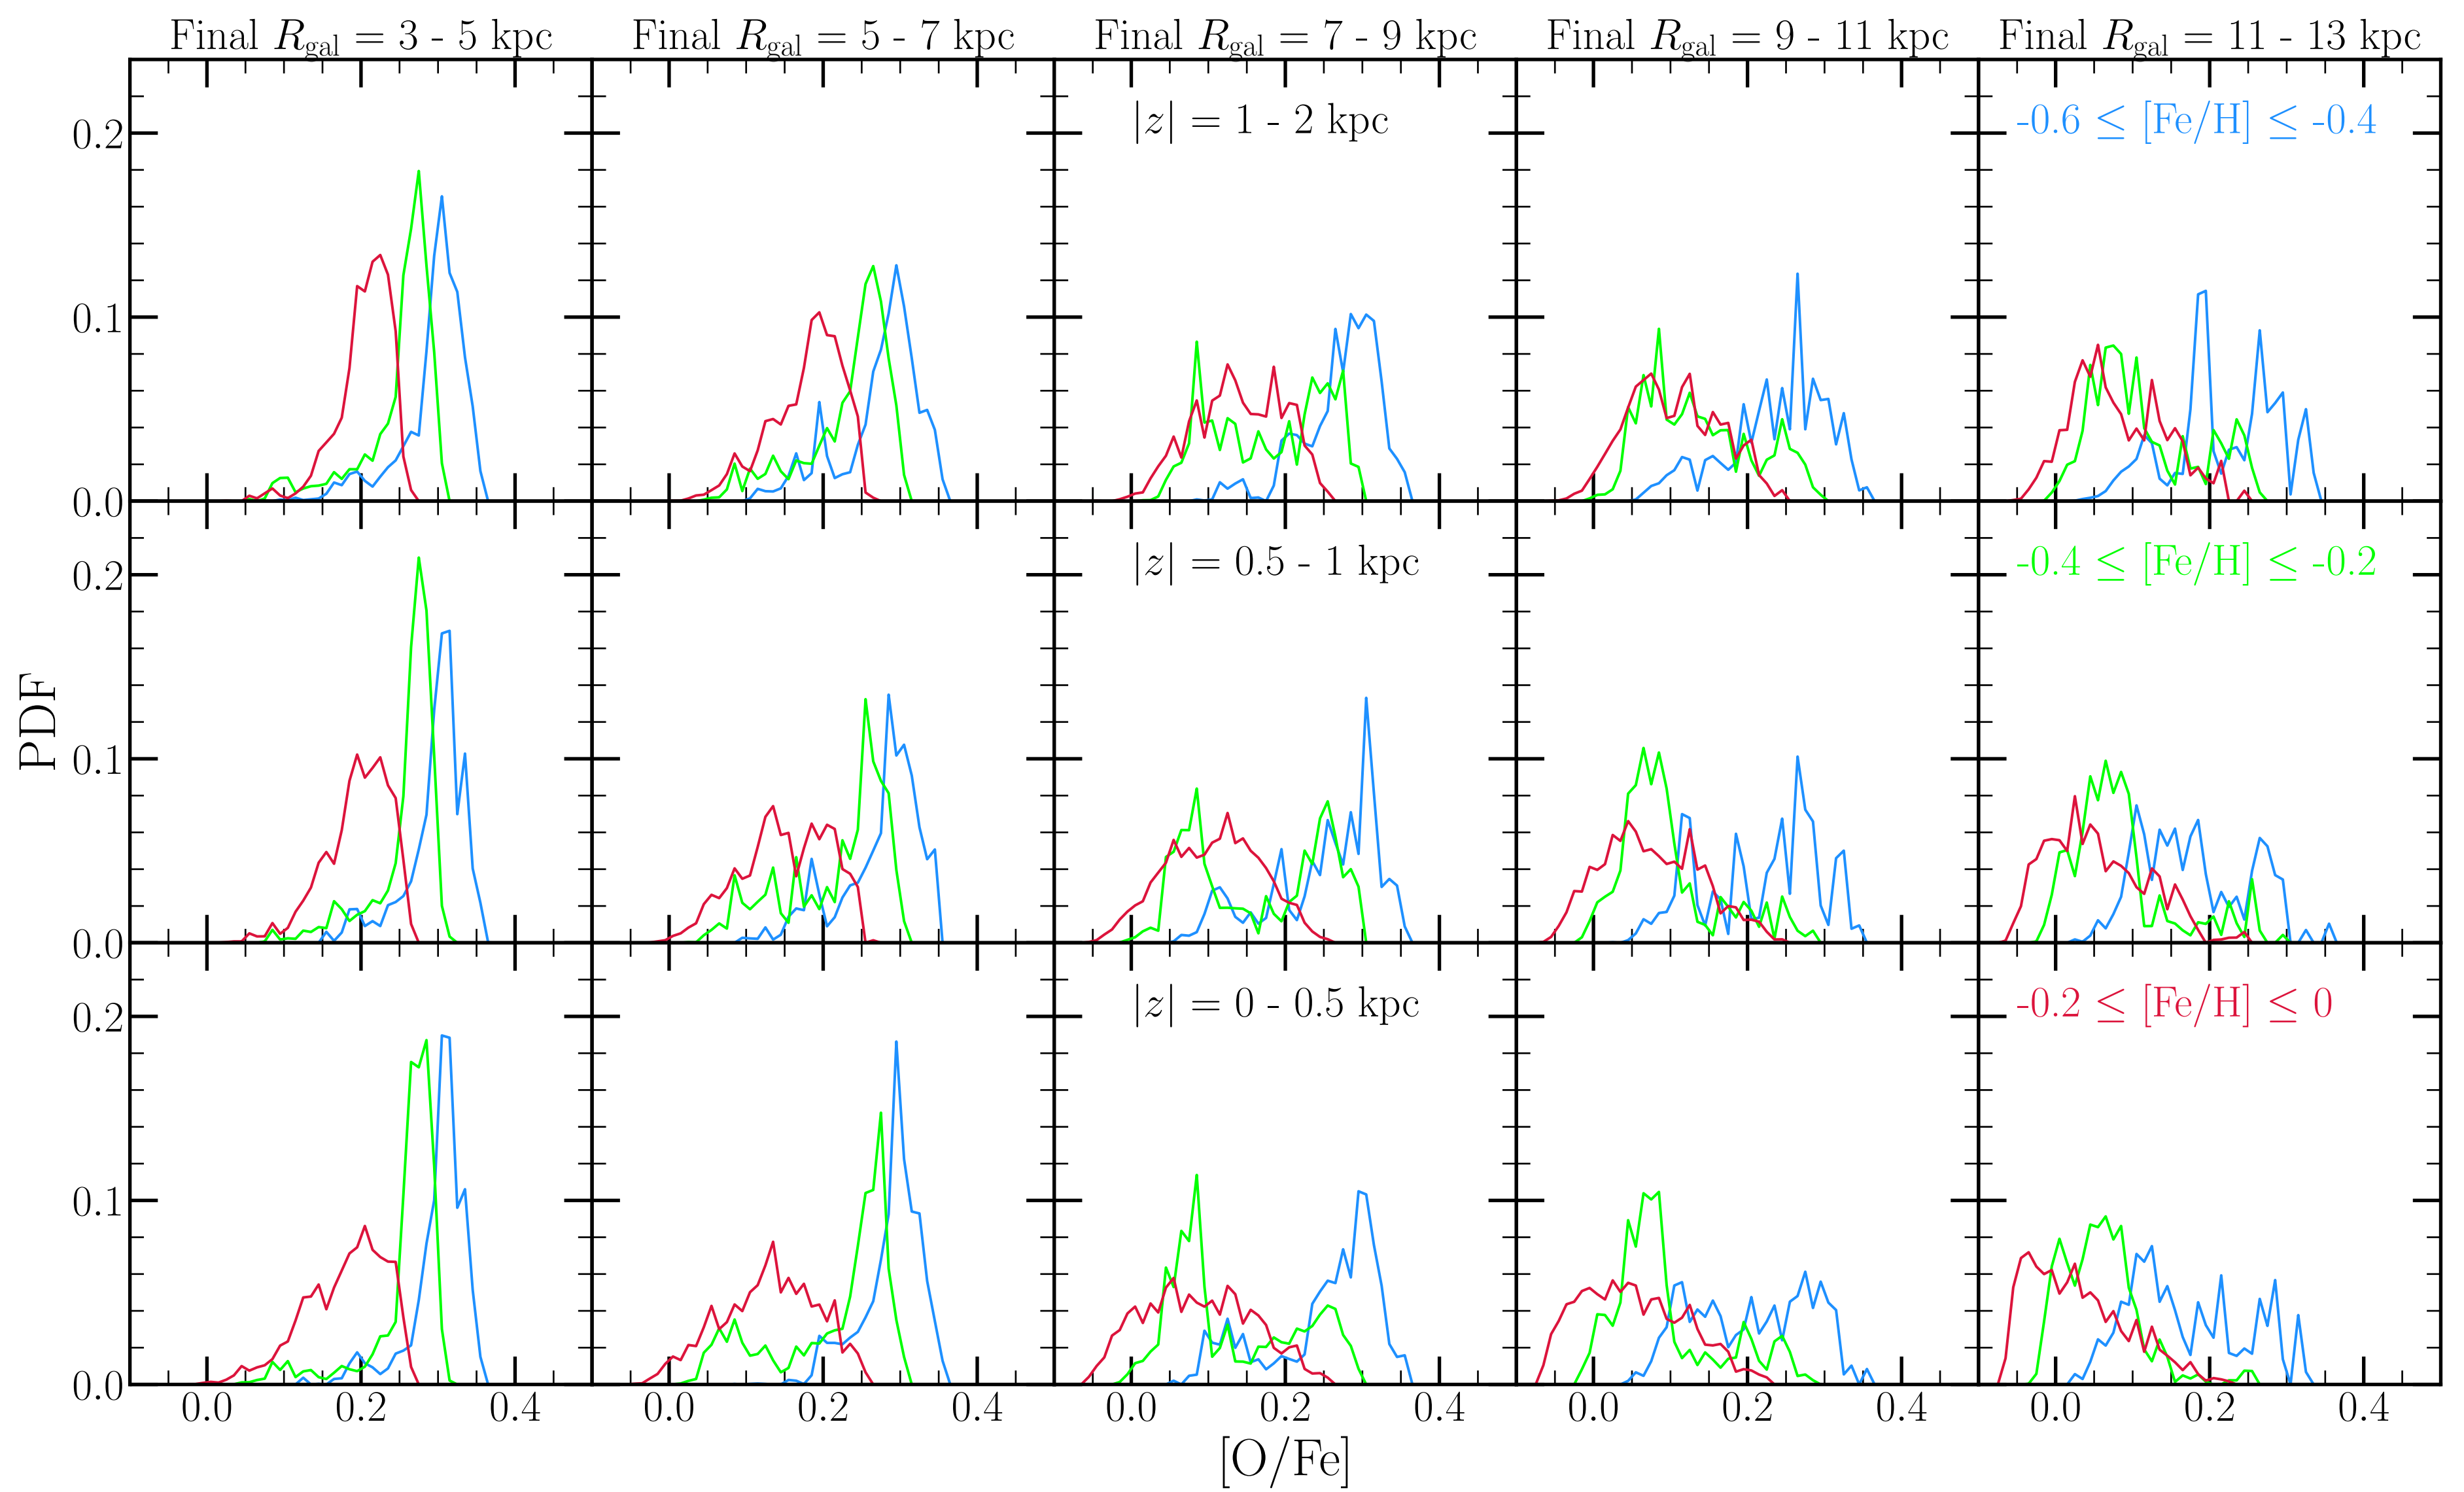 Final R_gal = 3 - 5 kpc
Final R_gal = 5 - 7 kpc
Final R_gal = 7 - 9 kpc
Final R_gal = 9 - 11 kpc
Final R_gal = 11 - 13 kpc
|z| = 1 - 2 kpc
-0.6 ≤ [Fe/H] ≤ -0.4
0.2
0.1
0.0
|z| = 0.5 - 1 kpc
-0.4 ≤ [Fe/H] ≤ -0.2
0.2
0.1
0.0
PDF
|z| = 0 - 0.5 kpc
-0.2 ≤ [Fe/H] ≤ 0
0.2
0.1
0.0
0.0 0.2 0.4
0.0 0.2 0.4
0.0 0.2 0.4
0.0 0.2 0.4
0.0 0.2 0.4
[O/Fe]